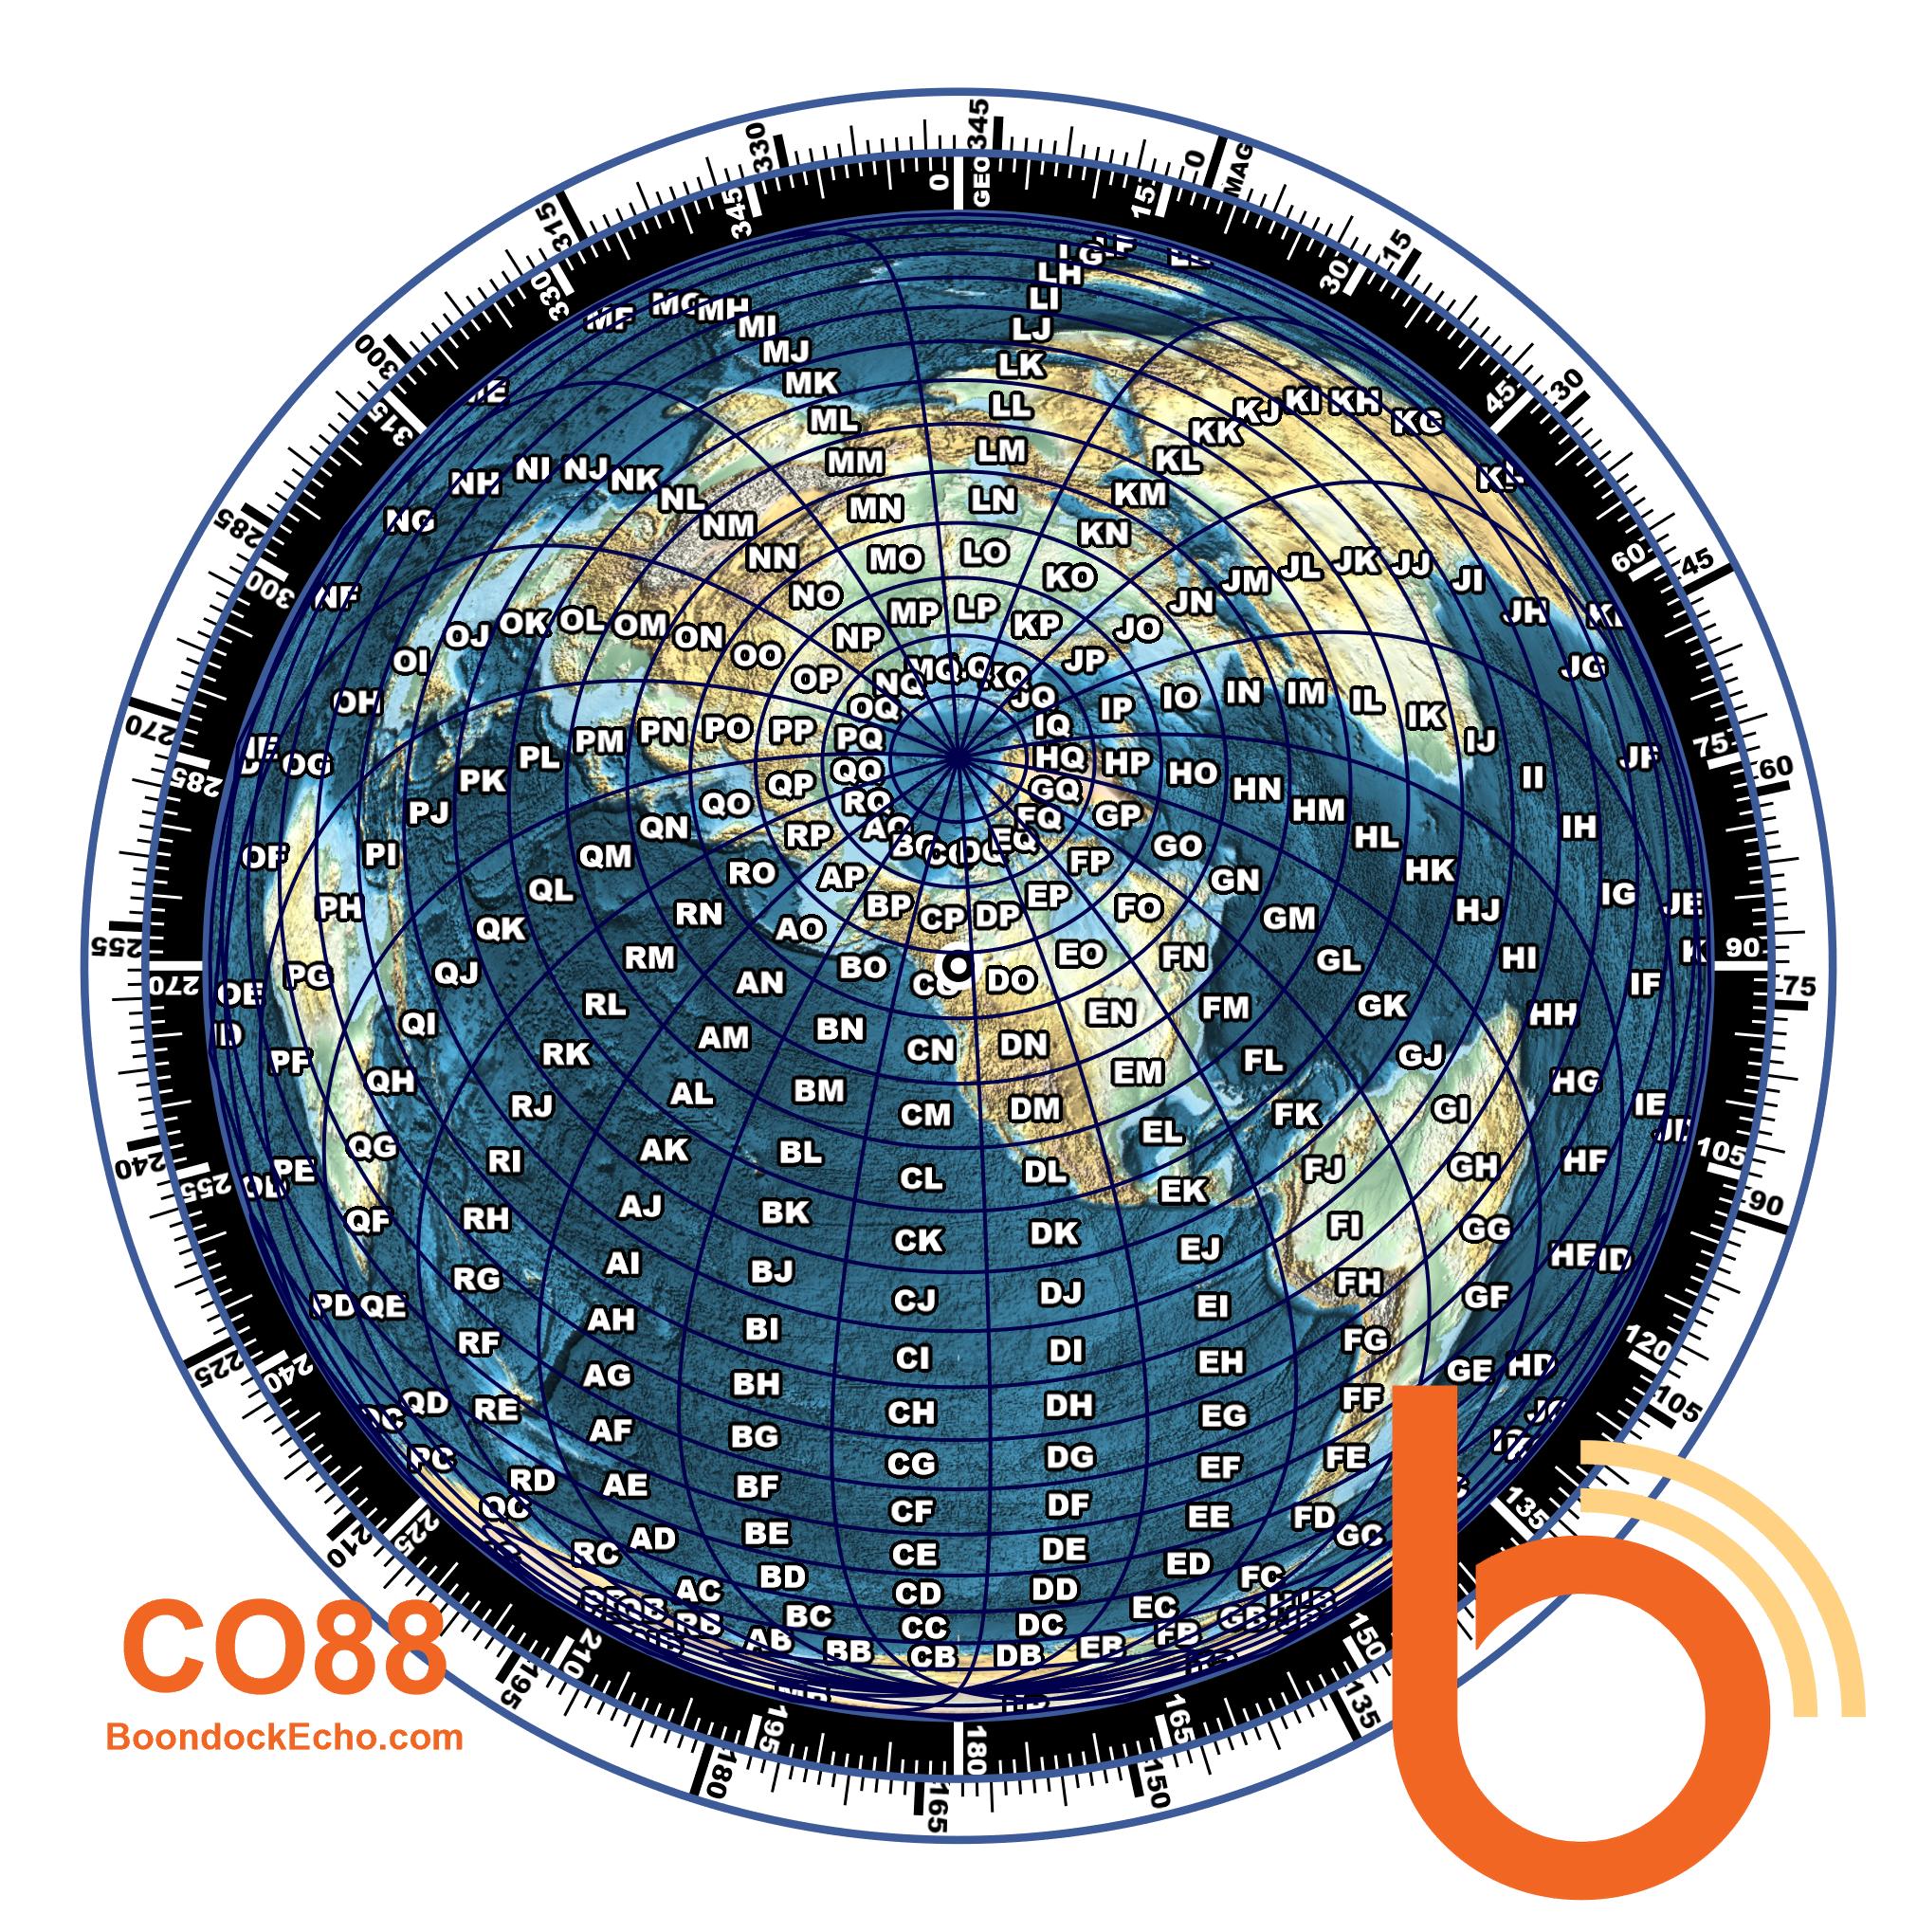 345
330 0
0 GEO MAG
345 15
315 15
330 30
LG LF
LH
LI
MF MG MH
MI LJ
300 30
MJ LK
315 45
MK LL KJ KI KH KG
ML KK
MM LM KL
NH NI NJ NK NL MN LN KM
NG NM KN
285 45
300 60
NN MO LO KO JM JL JK JJ JI
NF NO MP LP KP JN JH
OJ OK OL OM ON NP JO JG
OI OO OP NQ MQ JP
OH OQ JQ IP IO IN IM IL IK
270 60
285 75
PM PN PO PP PQ IQ IJ JF
OG PL QQ HQ HP HO II
PK QP GQ HN
PJ QO RQ FQ GP HM IH
OF PI QM QN RP AQ EQ GO HL
QL RO AP FP GN HK IG
PH QK RN BP CP DP EP FO GM HJ JE
255 90 75
270
AO EO FN GL HI
PG QJ RM AN BO DO IF
OE RL EN FM GK HH
QI AM BN CN DN GJ
PF RK EM FL HG
QH RJ AL BM CM DM FK GI IE
QG RI AK BL EL FJ GH HF
240 105
255 90
PE CL DL EK
QF RH AJ BK CK DK FI GG
RG AI BJ EJ HE ID
PD QE AH CJ DJ EI FH GF
RF BI CI DI FG
225 120
240 105
AG BH EH GE HD
QD RE AF CH DH EG FF
PC BG CG DG EF FE
RD AE BF CF DF EE FD
QC AD BE CE DE GC
210 135
225
RC BD CD DD ED FC
AC BC CC DC EC GB
RB AB BB CB DB EB FB
210 150
195 135
195 165
180 180 150
165
CO88
BoondockEcho.com
b